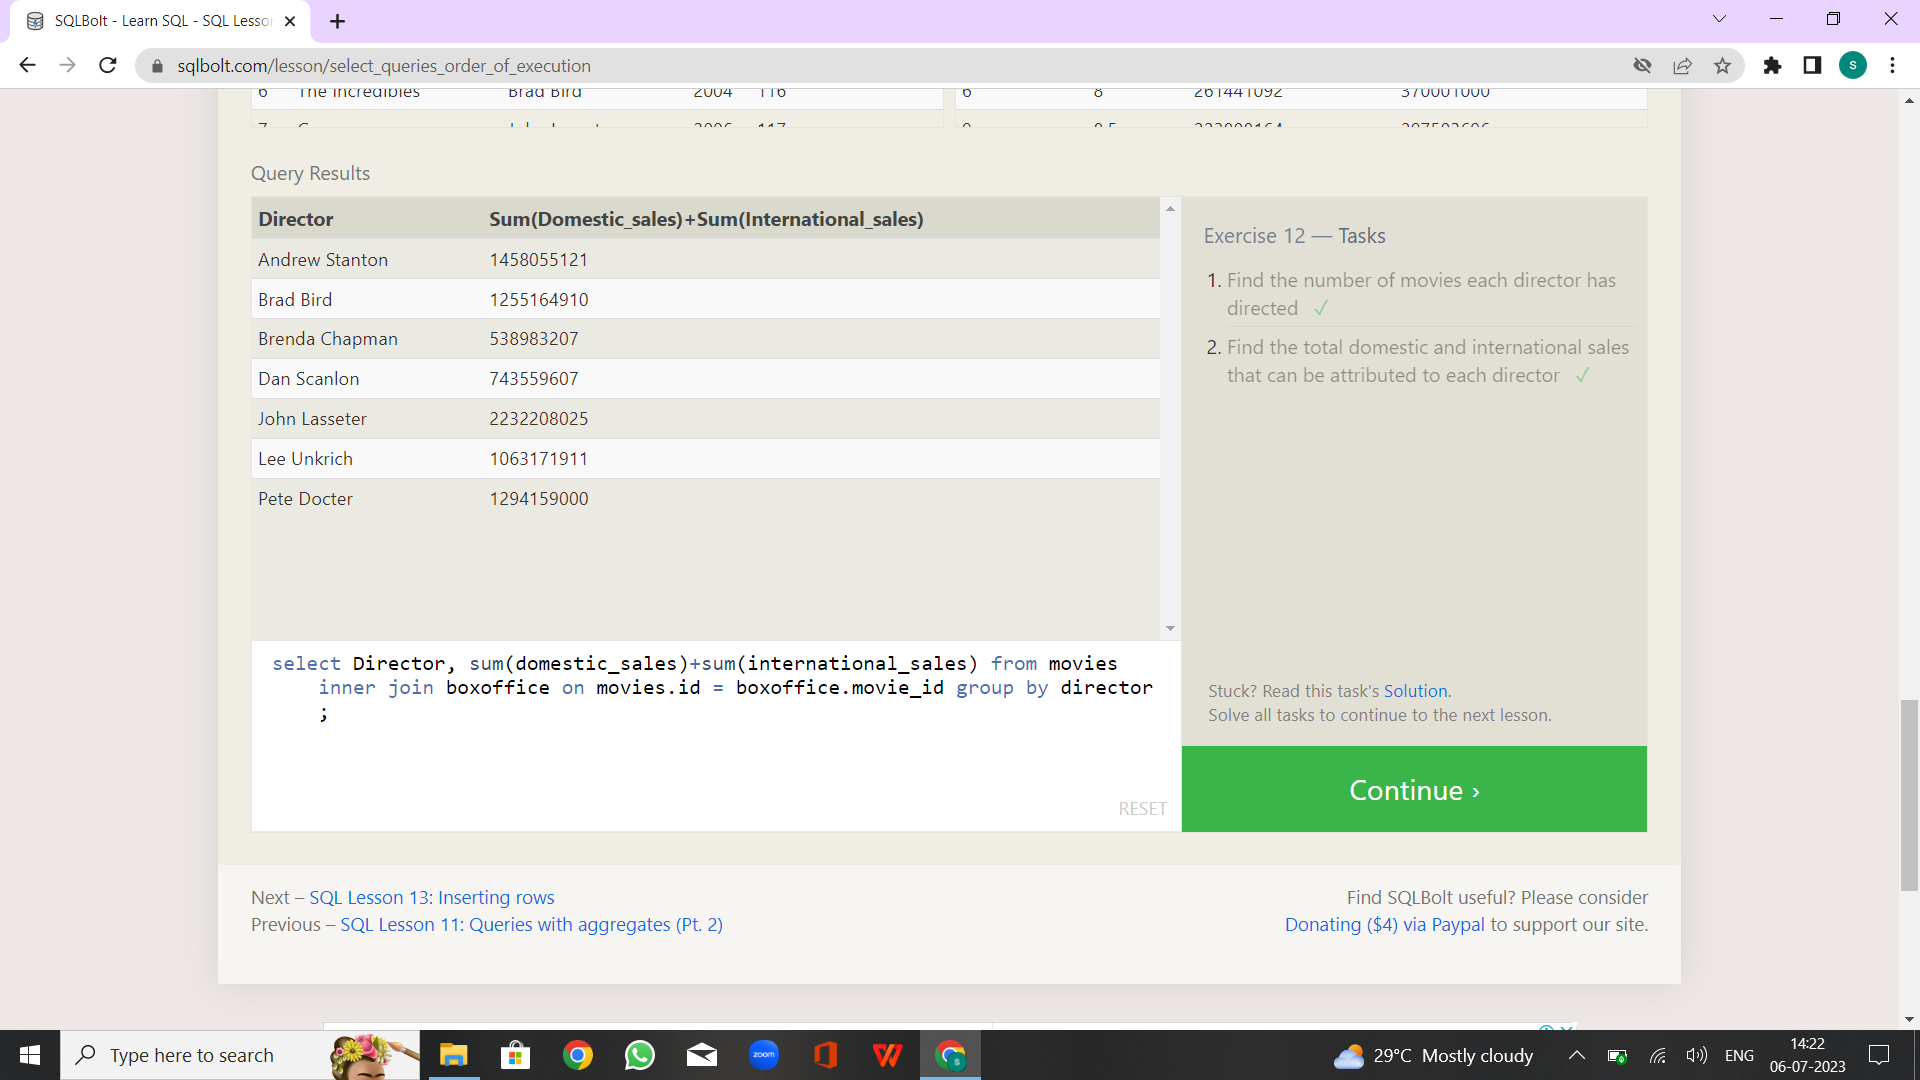 SQLBolt - Learn SQL - SQL Lesson
sqlbolt.com/lesson/select_queries_order_of_execution
6 The Incredibles Brad Bird 2004 116 6 8 261441092 370001000
Query Results
Director Sum(Domestic_sales)+Sum(International_sales)
Andrew Stanton 1458055121
Brad Bird 1255164910
Brenda Chapman 538983207
Dan Scanlon 743559607
John Lasseter 2232208025
Lee Unkrich 1063171911
Pete Docter 1294159000
select Director, sum(domestic_sales)+sum(international_sales) from movies
inner join boxoffice on movies.id = boxoffice.movie_id group by director
;
RESET
Exercise 12 — Tasks
1. Find the number of movies each director has
directed ✓
2. Find the total domestic and international sales
that can be attributed to each director ✓
Stuck? Read this task's Solution.
Solve all tasks to continue to the next lesson.
Continue ›
Next – SQL Lesson 13: Inserting rows
Previous – SQL Lesson 11: Queries with aggregates (Pt. 2)
Find SQLBolt useful? Please consider
Donating ($4) via Paypal to support our site.
Type here to search
zoom
S
29°C Mostly cloudy
ENG
14:22
06-07-2023